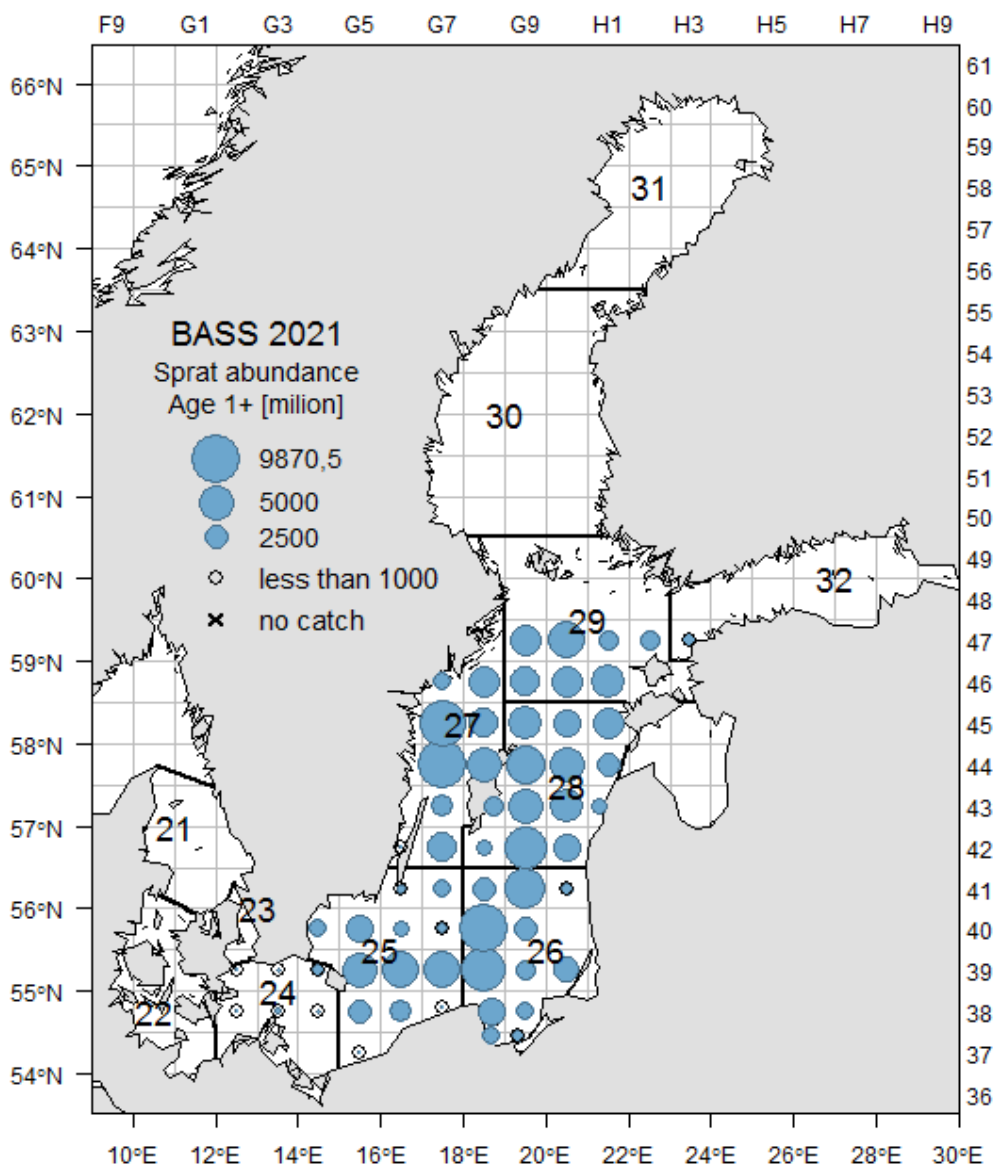 F9 G1 G3 G5 G7 G9 H1 H3 H5 H7 H9
66°N
65°N
64°N
63°N
62°N
61°N
60°N
59°N
58°N
57°N
56°N
55°N
54°N
61
60
59
58
57
56
55
54
53
52
51
50
49
48
47
46
45
44
43
42
41
40
39
38
37
36
BASS 2021
Sprat abundance
Age 1+ [milion]
9870,5
5000
2500
less than 1000
no catch
31
30
32
29
27
28
21
23
25
26
24
22
10°E 12°E 14°E 16°E 18°E 20°E 22°E 24°E 26°E 28°E 30°E